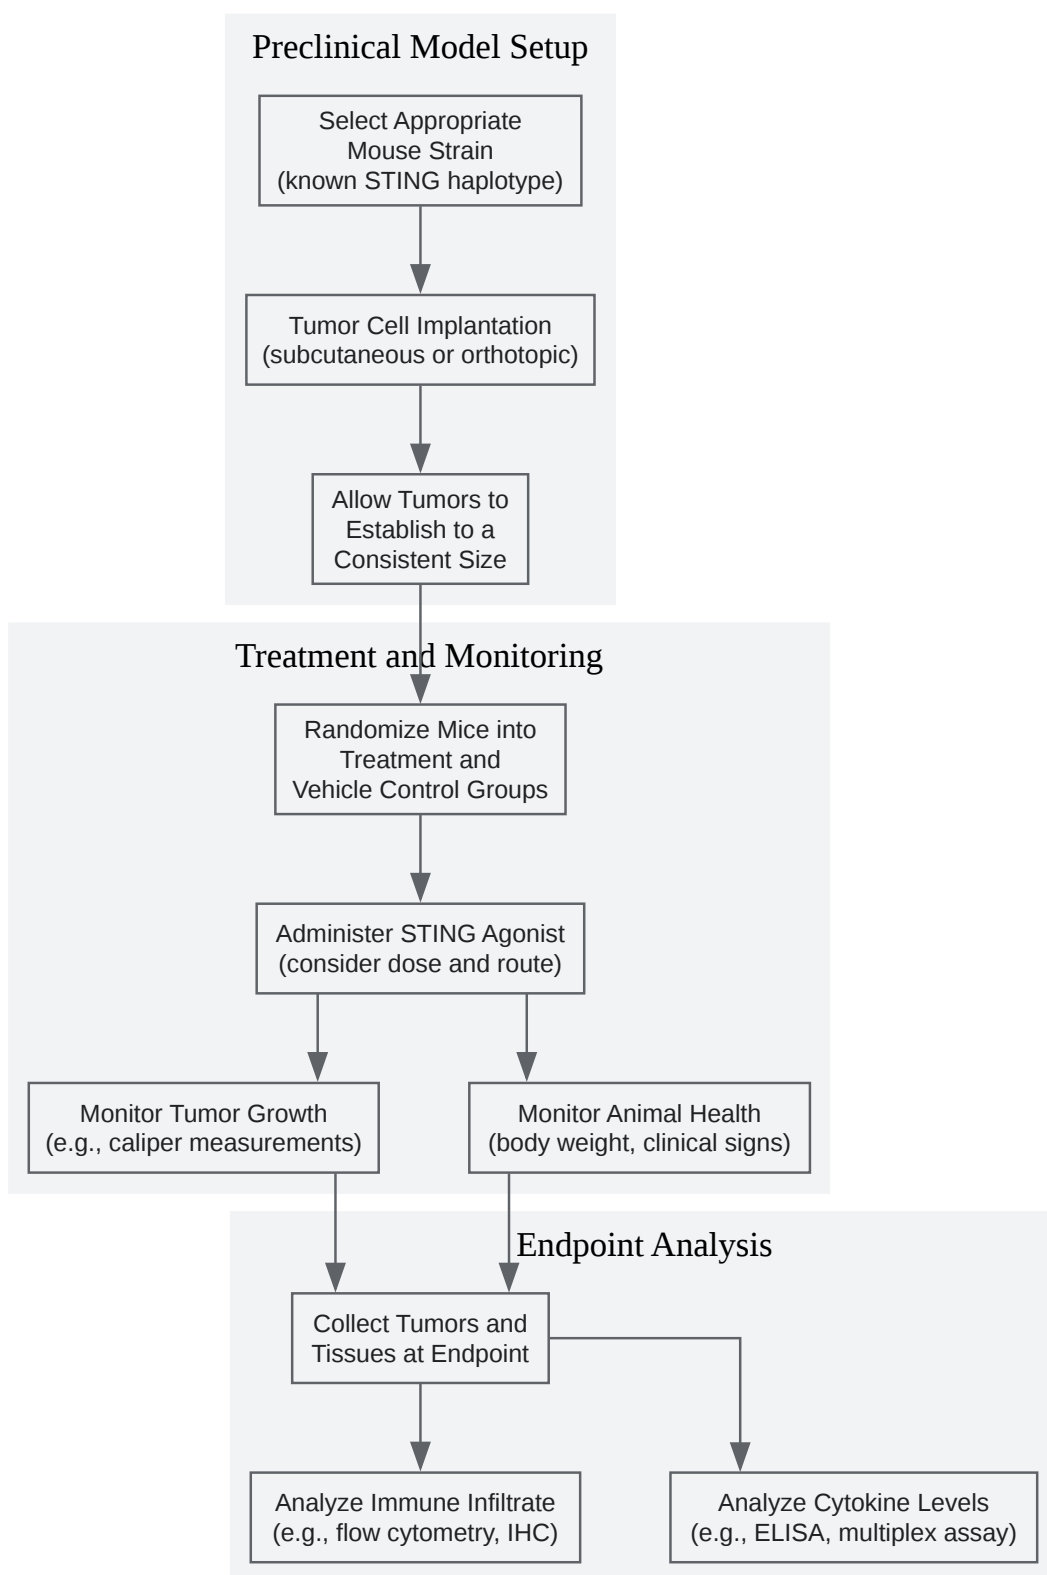 Preclinical Model Setup
Select Appropriate
Mouse Strain
(known STING haplotype)
Tumor Cell Implantation
(subcutaneous or orthotopic)
Allow Tumors to
Establish to a
Consistent Size
Treatment and Monitoring
Randomize Mice into
Treatment and
Vehicle Control Groups
Administer STING Agonist
(consider dose and route)
Monitor Tumor Growth
(e.g., caliper measurements)
Monitor Animal Health
(body weight, clinical signs)
Endpoint Analysis
Collect Tumors and
Tissues at Endpoint
Analyze Immune Infiltrate
(e.g., flow cytometry, IHC)
Analyze Cytokine Levels
(e.g., ELISA, multiplex assay)